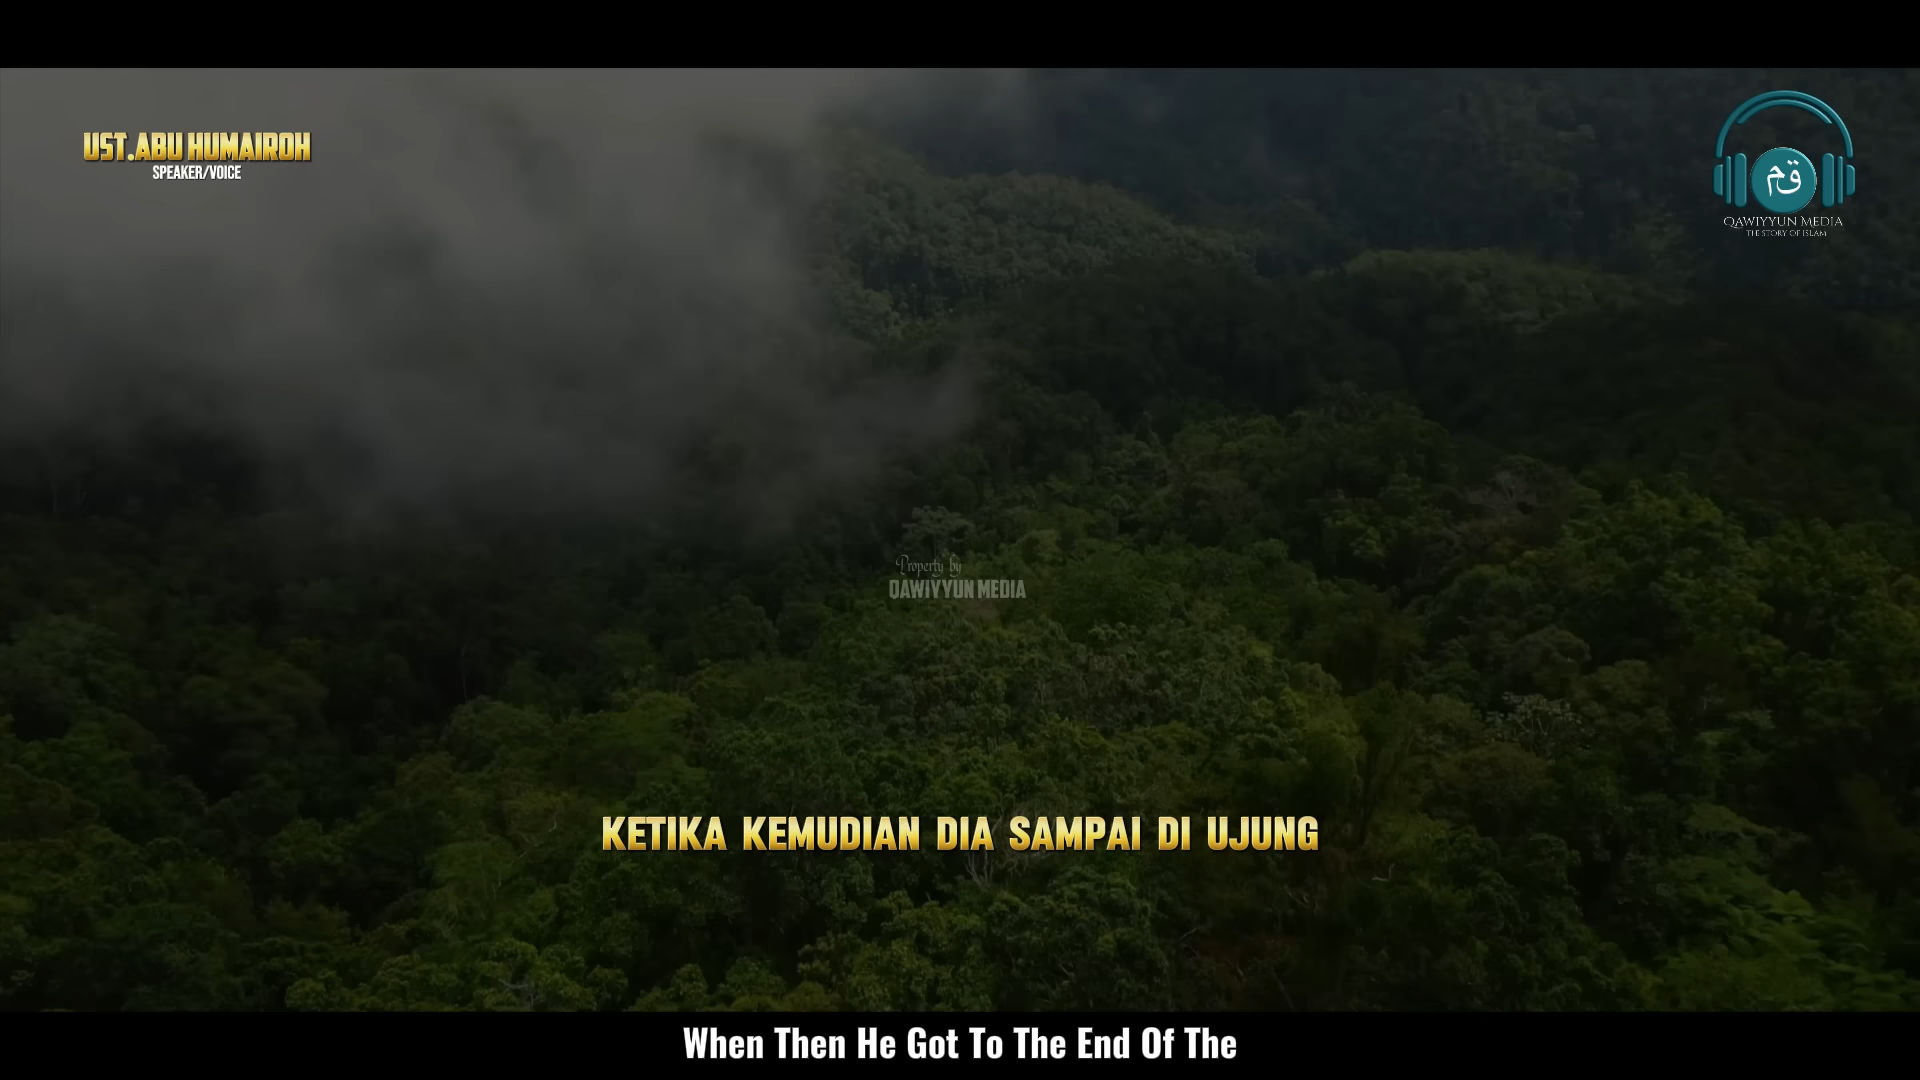 UST.ABU HUMAIROH
SPEAKER/VOICE
قم
QAWIYYUN MEDIA
THE STORY OF ISLAM
Property by
QAWIYYUN MEDIA
KETIKA KEMUDIAN DIA SAMPAI DI UJUNG
When Then He Got To The End Of The